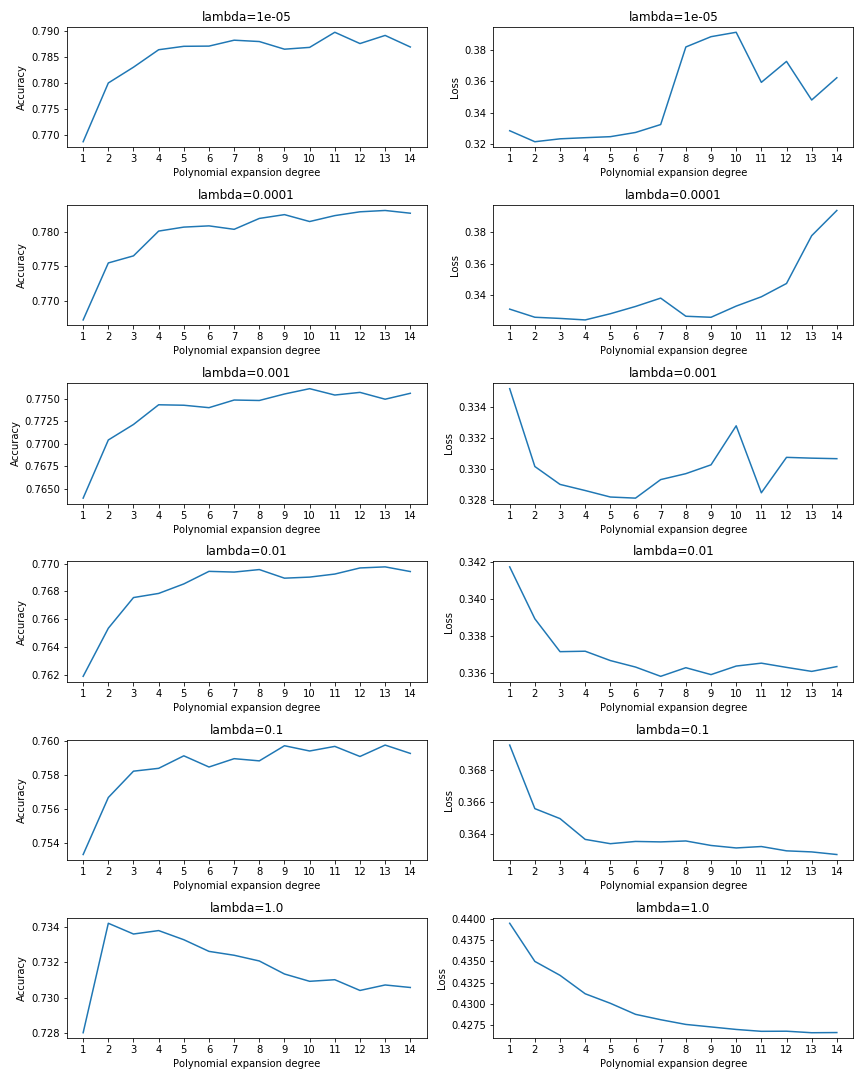 lambda=1e-05
0.790
0.785
0.780
0.775
0.770
Accuracy
1 2 3 4 5 6 7 8 9 10 11 12 13 14
Polynomial expansion degree
lambda=1e-05
0.38
0.36
0.34
0.32
Loss
1 2 3 4 5 6 7 8 9 10 11 12 13 14
Polynomial expansion degree
lambda=0.0001
0.780
0.775
0.770
Accuracy
1 2 3 4 5 6 7 8 9 10 11 12 13 14
Polynomial expansion degree
lambda=0.0001
0.38
0.36
0.34
Loss
1 2 3 4 5 6 7 8 9 10 11 12 13 14
Polynomial expansion degree
lambda=0.001
0.7750
0.7725
0.7700
0.7675
0.7650
Accuracy
1 2 3 4 5 6 7 8 9 10 11 12 13 14
Polynomial expansion degree
lambda=0.001
0.334
0.332
0.330
0.328
Loss
1 2 3 4 5 6 7 8 9 10 11 12 13 14
Polynomial expansion degree
lambda=0.01
0.770
0.768
0.766
0.764
0.762
Accuracy
1 2 3 4 5 6 7 8 9 10 11 12 13 14
Polynomial expansion degree
lambda=0.01
0.342
0.340
0.338
0.336
Loss
1 2 3 4 5 6 7 8 9 10 11 12 13 14
Polynomial expansion degree
lambda=0.1
0.760
0.758
0.756
0.754
Accuracy
1 2 3 4 5 6 7 8 9 10 11 12 13 14
Polynomial expansion degree
lambda=0.1
0.368
0.366
0.364
Loss
1 2 3 4 5 6 7 8 9 10 11 12 13 14
Polynomial expansion degree
lambda=1.0
0.734
0.732
0.730
0.728
Accuracy
1 2 3 4 5 6 7 8 9 10 11 12 13 14
Polynomial expansion degree
lambda=1.0
0.4400
0.4375
0.4350
0.4325
0.4300
0.4275
Loss
1 2 3 4 5 6 7 8 9 10 11 12 13 14
Polynomial expansion degree